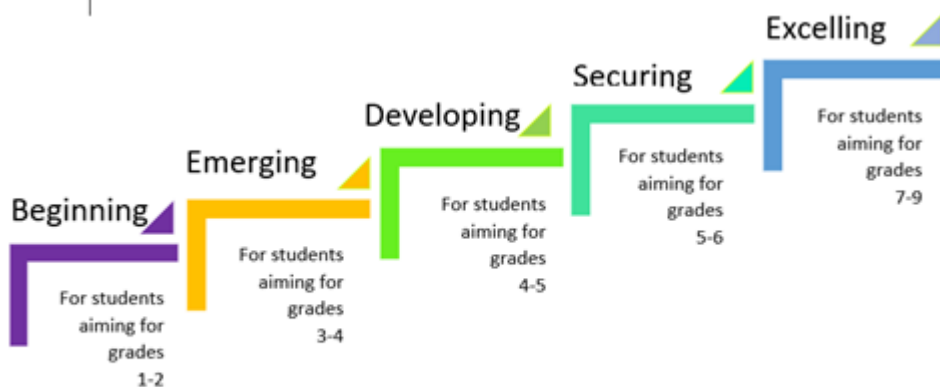 Beginning
For students
aiming for
grades
1-2
Emerging
For students
aiming for
grades
3-4
Developing
For students
aiming for
grades
4-5
Securing
For students
aiming for
grades
5-6
Excelling
For students
aiming for
grades
7-9